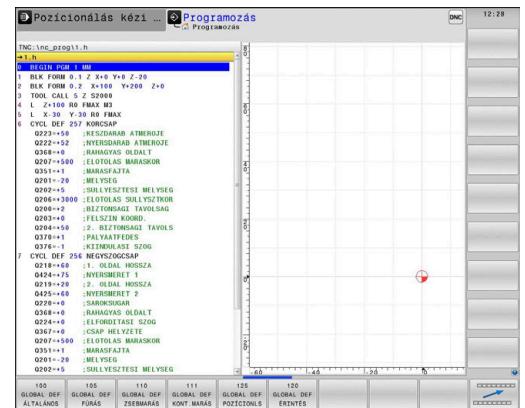 Pozícionálás kézi ...
Programozás
Programozás
DNC
12:28
TNC:\nc_prog\1.h
→1.h
0 BEGIN PGM 1 MM
1 BLK FORM 0.1 Z X+0 Y+0 Z-20
2 BLK FORM 0.2 X+100 Y+200 Z+0
3 TOOL CALL 5 Z S2000
4 L Z+100 R0 FMAX M3
5 L X-30 Y-30 R0 FMAX
6 CYCL DEF 257 KORCSAP
Q223=+50 ;KESZDARAB ATMEROJE
Q222=+52 ;NYERSDARAB ATMEROJE
Q368=+0 ;RAHAGYAS OLDALT
Q207=+500 ;ELOTOLAS MARASKOR
Q351=+1 ;MARASFAJTA
Q201=-20 ;MELYSEG
Q202=+5 ;SULLYESZTESI MELYSEG
Q206=+3000 ;ELOTOLAS SULLYSZTKOR
Q200=+2 ;BIZTONSAGI TAVOLSAG
Q203=+0 ;FELSZIN KOORD.
Q204=+50 ;2. BIZTONSAGI TAVOLS
Q370=+1 ;PALYAATFEDES
Q376=-1 ;KIINDULASI SZOG
7 CYCL DEF 256 NEGYSZOGCSAP
Q218=+60 ;1. OLDAL HOSSZA
Q424=+75 ;NYERSMERET 1
Q219=+20 ;2. OLDAL HOSSZA
Q425=+60 ;NYERSMERET 2
Q220=+0 ;SAROKSUGAR
Q368=+0 ;RAHAGYAS OLDALT
Q224=+0 ;ELFORDITASI SZOG
Q367=+0 ;CSAP HELYZETE
Q207=+500 ;ELOTOLAS MARASKOR
Q351=+1 ;MARASFAJTA
Q201=-20 ;MELYSEG
Q202=+5 ;SULLYESZTESI MELYSEG
-60 -20 0
100 GLOBAL DEF ÁLTALÁNOS
105 GLOBAL DEF FÚRÁS
110 GLOBAL DEF ZSEBMARÁS
111 GLOBAL DEF KONT.MARÁS
125 GLOBAL DEF POZÍCIONLS
120 GLOBAL DEF ÉRINTÉS